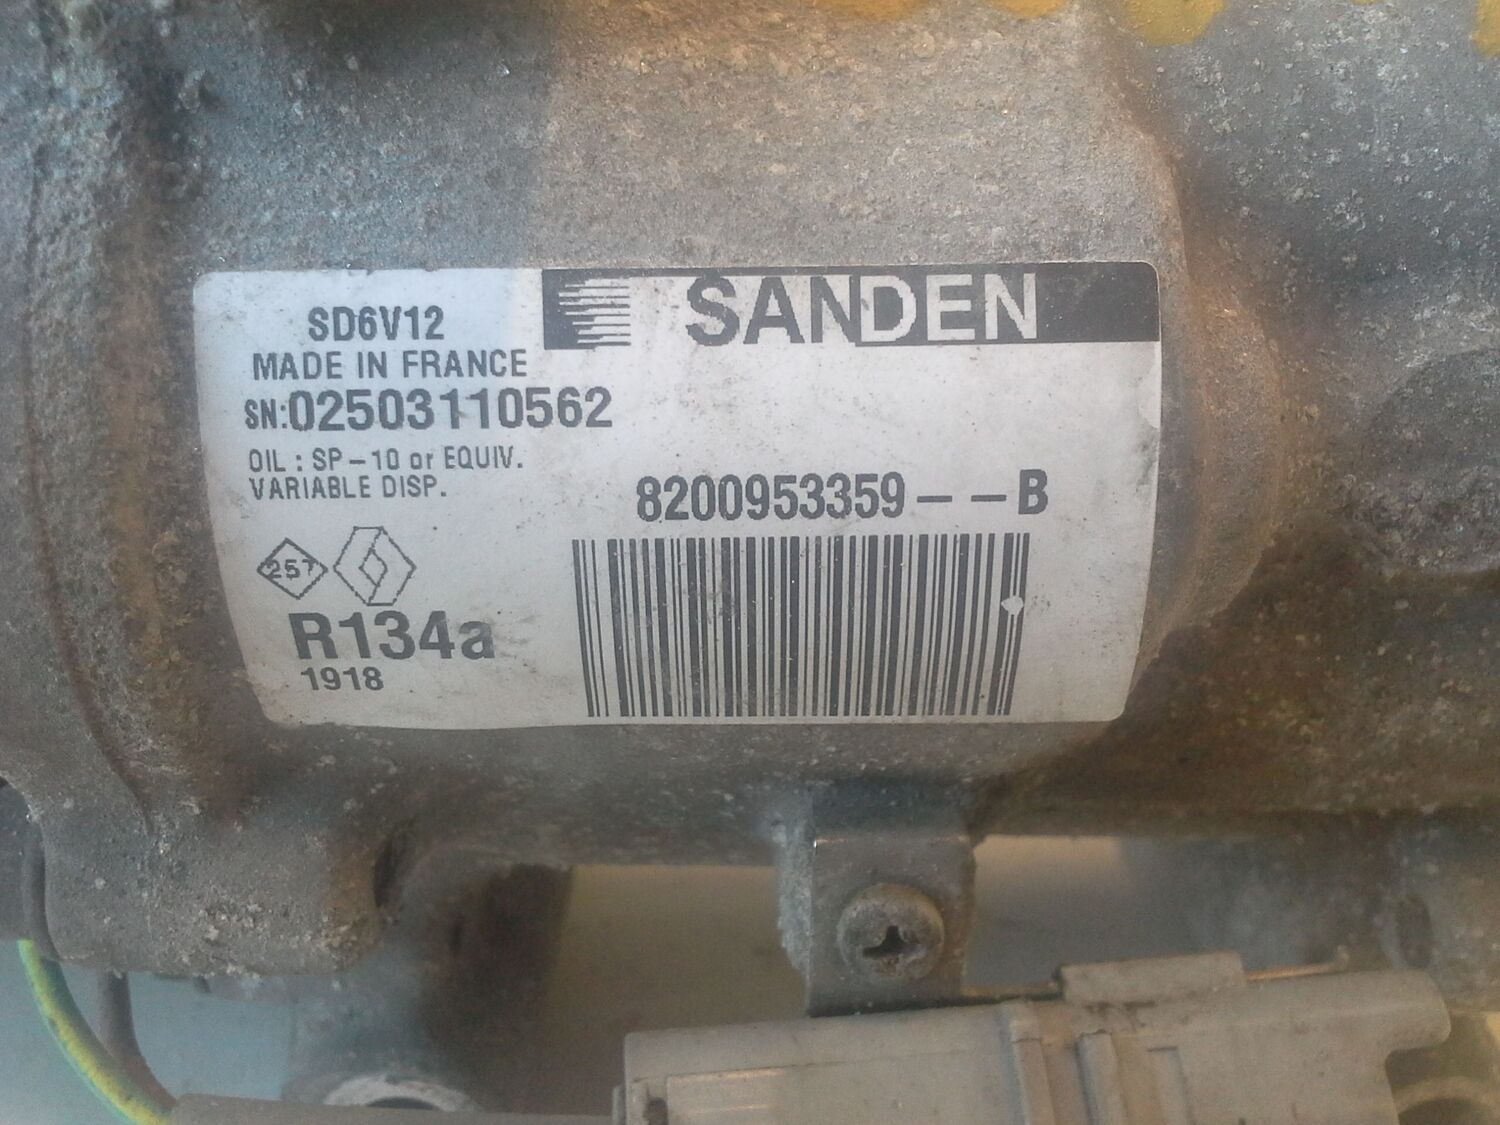 SANDEN
SD6V12
MADE IN FRANCE
SN:02503110562
OIL : SP-10 or EQUIV.
VARIABLE DISP.
8200953359--B
257
R134a
1918